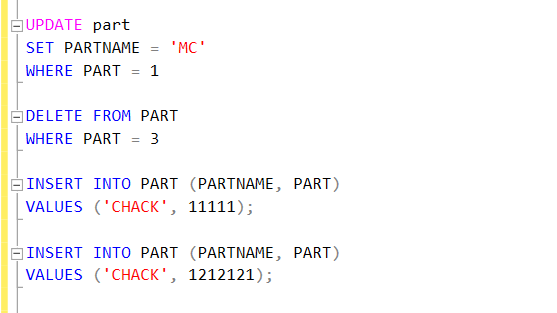 UPDATE part
SET PARTNAME = 'MC'
WHERE PART = 1
DELETE FROM PART
WHERE PART = 3
INSERT INTO PART (PARTNAME, PART)
VALUES ('CHACK', 11111);
INSERT INTO PART (PARTNAME, PART)
VALUES ('CHACK', 1212121);